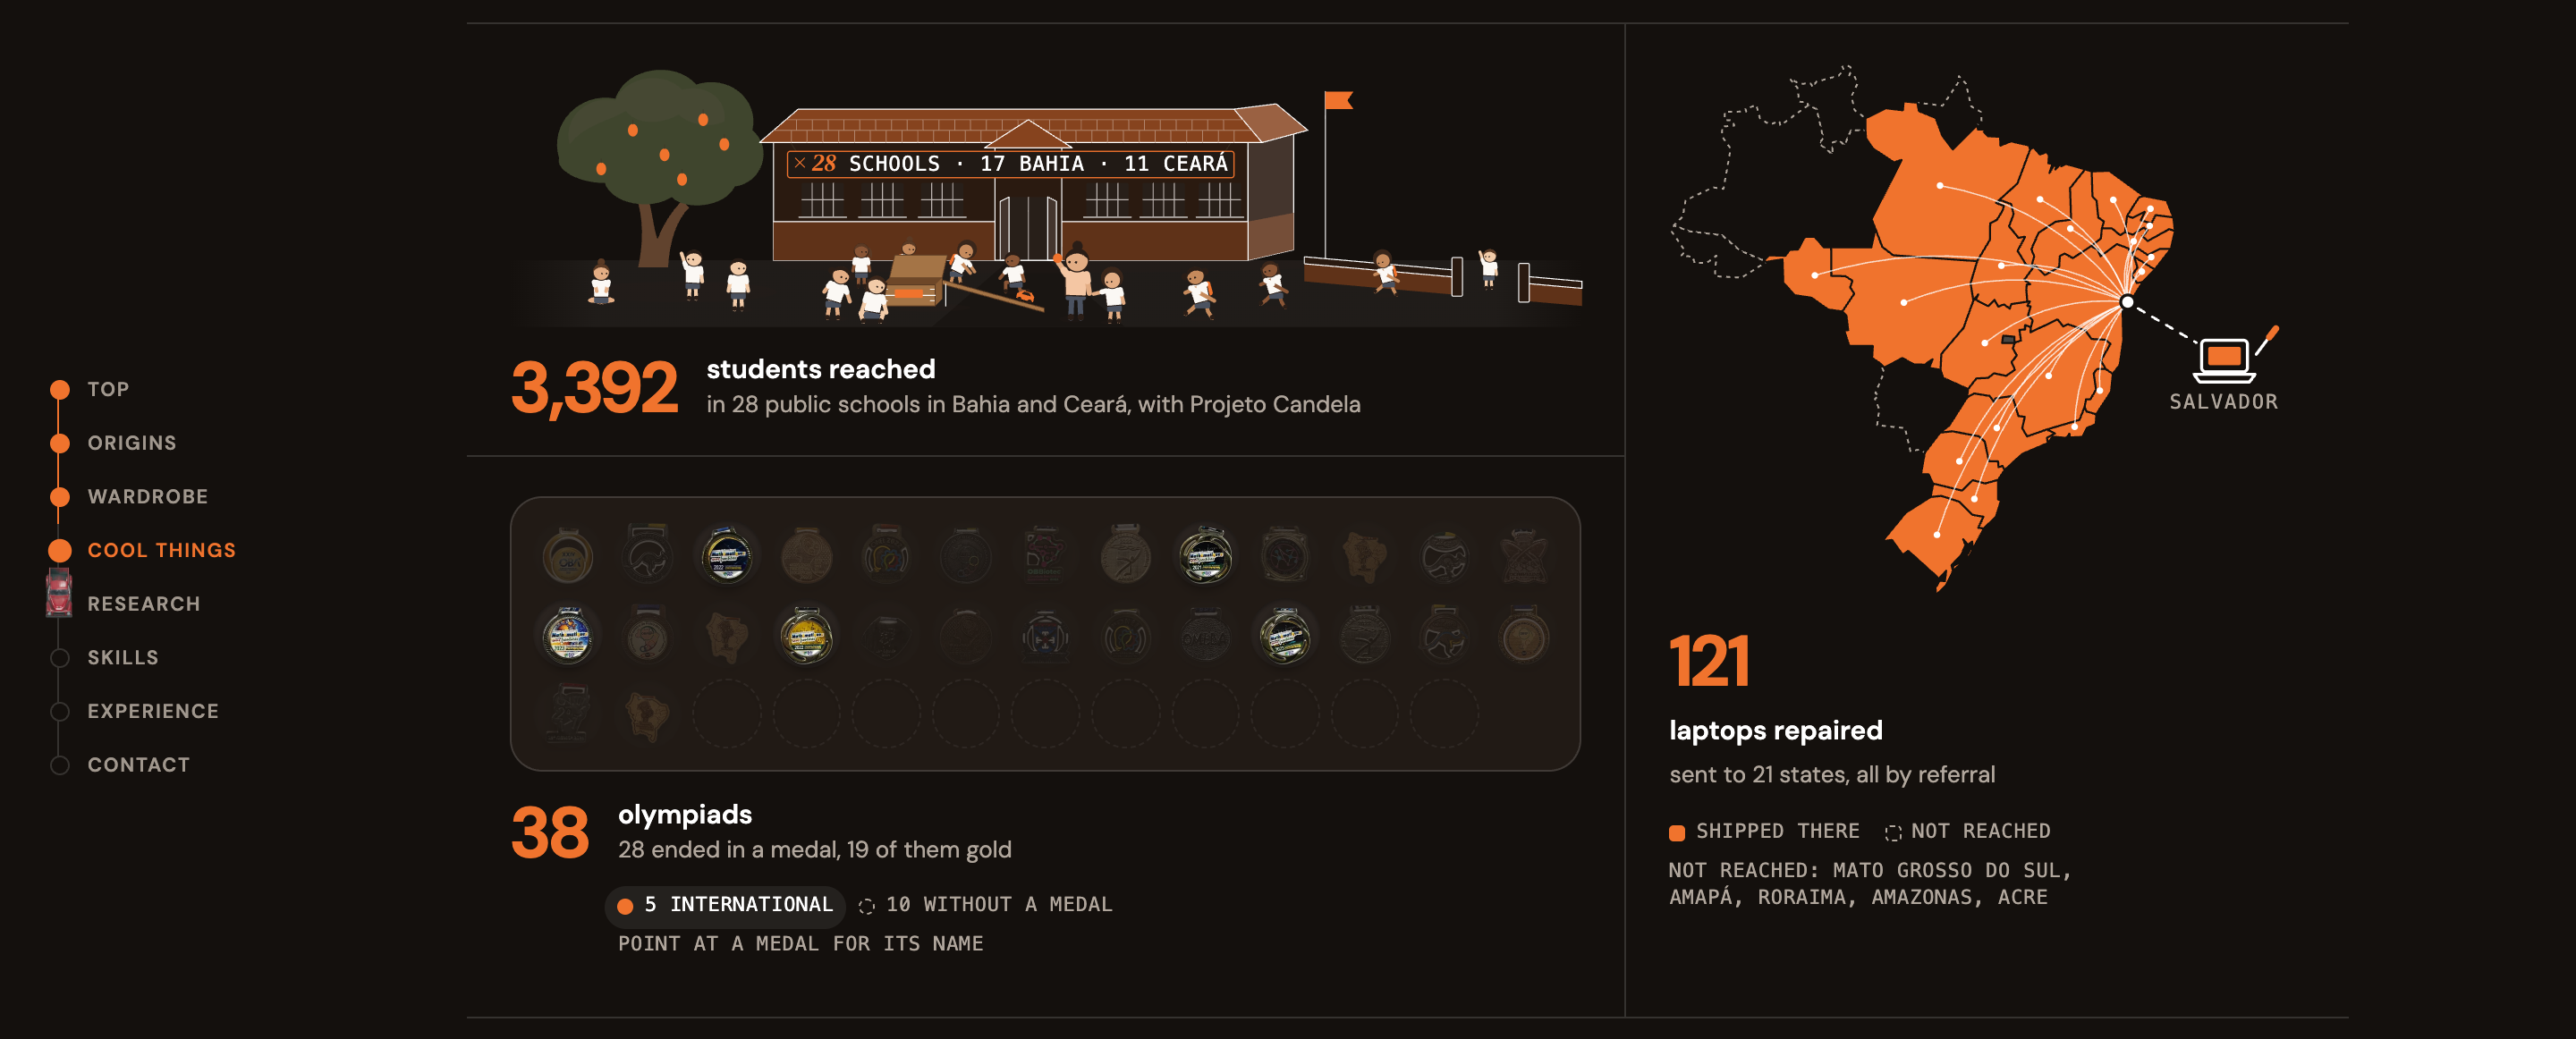 TOP
ORIGINS
WARDROBE
COOL THINGS
RESEARCH
SKILLS
EXPERIENCE
CONTACT
× 28 SCHOOLS · 17 BAHIA · 11 CEARÁ
3,392
students reached
in 28 public schools in Bahia and Ceará, with Projeto Candela
38
olympiads
28 ended in a medal, 19 of them gold
5 INTERNATIONAL
10 WITHOUT A MEDAL
POINT AT A MEDAL FOR ITS NAME
SALVADOR
121
laptops repaired
sent to 21 states, all by referral
SHIPPED THERE
NOT REACHED
NOT REACHED: MATO GROSSO DO SUL,
AMAPÁ, RORAIMA, AMAZONAS, ACRE